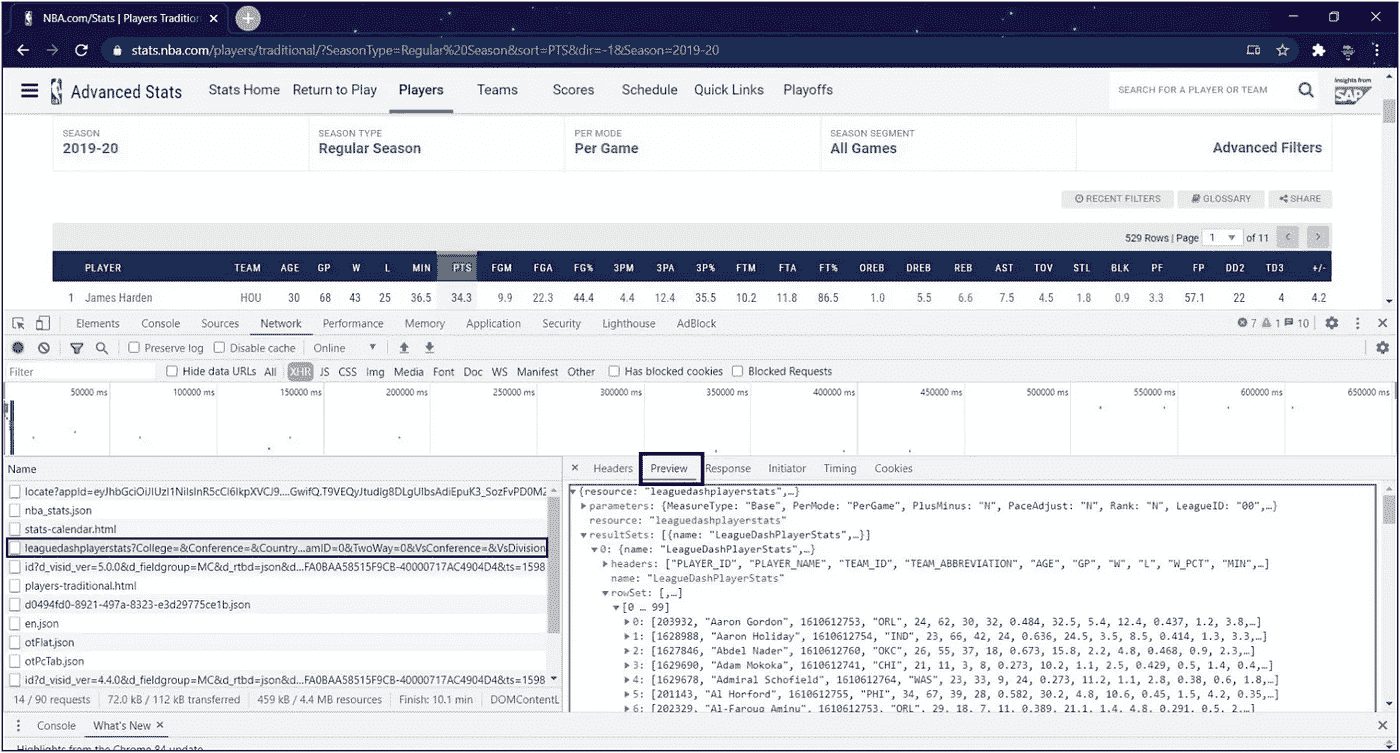 NBA.com/Stats | Players Tradition
stats.nba.com/players/traditional/?SeasonType=Regular%20Season&sort=PTS&dir=-1&Season=2019-20
Advanced Stats Stats Home Return to Play Players Teams Scores Schedule Quick Links Playoffs SEARCH FOR A PLAYER OR TEAM Insights from SAP
SEASON SEASON TYPE PER MODE SEASON SEGMENT
2019-20 Regular Season Per Game All Games Advanced Filters
RECENT FILTERS GLOSSARY SHARE
529 Rows | Page 1 of 11
PLAYER TEAM AGE GP W L MIN PTS FGM FGA FG% 3PM 3PA 3P% FTM FTA FT% OREB DREB REB AST TOV STL BLK PF FP DD2 TD3 +/-
1 James Harden HOU 30 68 43 25 36.5 34.3 9.9 22.3 44.4 4.4 12.4 35.5 10.2 11.8 86.5 1.0 5.5 6.6 7.5 4.5 1.8 0.9 3.3 57.1 22 4 4.2
Elements Console Sources Network Performance Memory Application Security Lighthouse AdBlock 7 1 10
Preserve log Disable cache Online
Filter Hide data URLs All XHR JS CSS Img Media Font Doc WS Manifest Other Has blocked cookies Blocked Requests
50000 ms 100000 ms 150000 ms 200000 ms 250000 ms 300000 ms 350000 ms 400000 ms 450000 ms 500000 ms 550000 ms 600000 ms 650000 ms
Name
nba_stats.json
stats-calendar.html
leaguedashplayerstats?College=&Conference=&Country...amID=0&TwoWay=0&VsConference=&VsDivision
id?d_visid_ver=5.0.0&d_fieldgroup=MC&d_rtbd=json&d...FA0BAA58515F9CB-40000717AC4904D4&ts=1598
players-traditional.html
d0494fd0-8921-497a-8323-e3d29775ce1b.json
en.json
otFlat.json
otPcTab.json
id?d_visid_ver=4.4.0&d_fieldgroup=MC&d_rtbd=json&d...FA0BAA58515F9CB-40000717AC4904D4&ts=1598
14 / 90 requests 72.0 kB / 112 kB transferred 459 kB / 4.4 MB resources Finish: 10.1 min DOMContentL
Headers Preview Response Initiator Timing Cookies
{resource: "leaguedashplayerstats",…}
parameters: {MeasureType: "Base", PerMode: "PerGame", PlusMinus: "N", PaceAdjust: "N", Rank: "N", LeagueID: "00",…}
resource: "leaguedashplayerstats"
resultSets: [{name: "LeagueDashPlayerStats",…}]
0: {name: "LeagueDashPlayerStats",…}
headers: ["PLAYER_ID", "PLAYER_NAME", "TEAM_ID", "TEAM_ABBREVIATION", "AGE", "GP", "W", "L", "W_PCT", "MIN",…]
name: "LeagueDashPlayerStats"
rowSet: [,…]
[0 … 99]
0: [203932, "Aaron Gordon", 1610612753, "ORL", 24, 62, 30, 32, 0.484, 32.5, 5.4, 12.4, 0.437, 1.2, 3.8,…]
1: [1628988, "Aaron Holiday", 1610612754, "IND", 23, 66, 42, 24, 0.636, 24.5, 3.5, 8.5, 0.414, 1.3, 3.3,…]
2: [1627846, "Abdel Nader", 1610612760, "OKC", 26, 55, 37, 18, 0.673, 15.8, 2.2, 4.8, 0.468, 0.9, 2.3,…]
3: [1629690, "Adam Mokoka", 1610612741, "CHI", 21, 11, 3, 8, 0.273, 10.2, 1.1, 2.5, 0.429, 0.5, 1.4, 0.4,…]
4: [1629678, "Admiral Schofield", 1610612764, "WAS", 23, 33, 9, 24, 0.273, 11.2, 1.1, 2.8, 0.38, 0.6, 1.8,…]
5: [201143, "Al Horford", 1610612755, "PHI", 34, 67, 39, 28, 0.582, 30.2, 4.8, 10.6, 0.45, 1.5, 4.2, 0.35,…]
6: [202329, "Al-Farouq Aminu", 1610612753, "ORL", 29, 18, 7, 11, 0.389, 21.1, 1.4, 4.8, 0.291, 0.5, 2,…]
Console What's New
Highlights from the Chrome 84 update